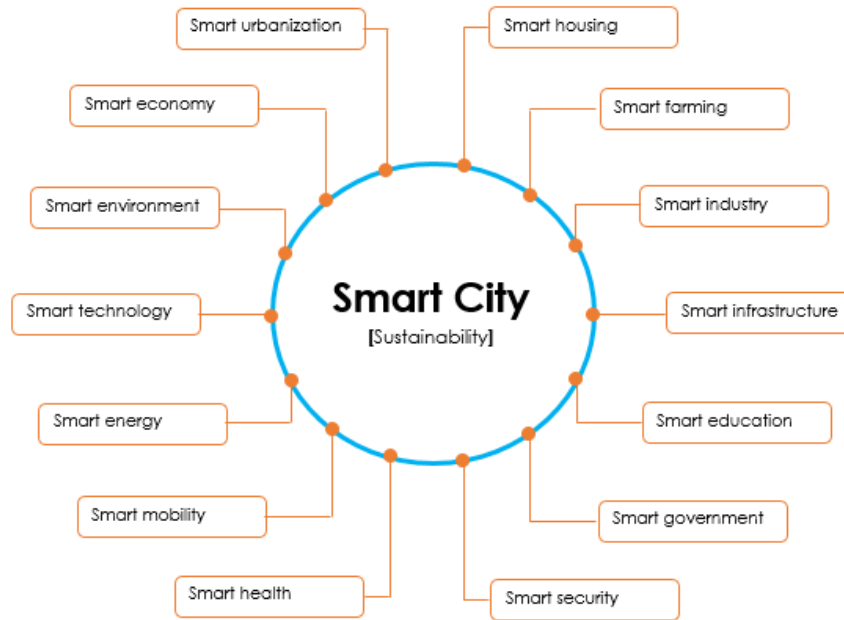 Smart urbanization
Smart housing
Smart economy
Smart farming
Smart environment
Smart industry
Smart City
[Sustainability]
Smart technology
Smart infrastructure
Smart energy
Smart education
Smart mobility
Smart government
Smart health
Smart security